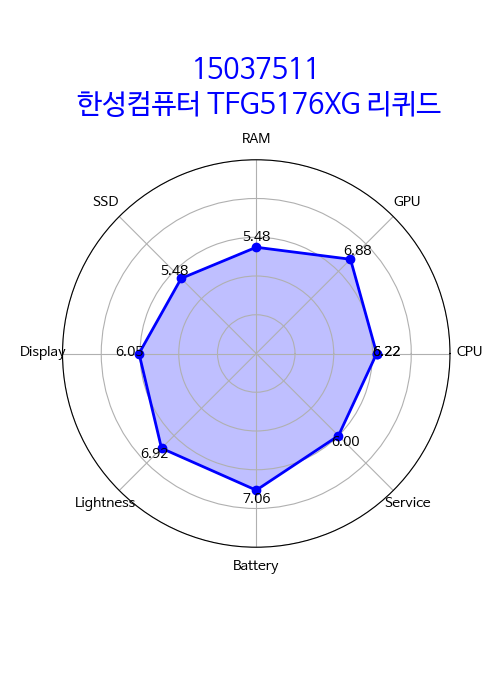 15037511
한성컴퓨터 TFG5176XG 리퀴드
RAM
SSD
GPU
5.48
6.88
5.48
Display
6.05
6.22
CPU
6.92
6.00
Lightness
7.06
Service
Battery